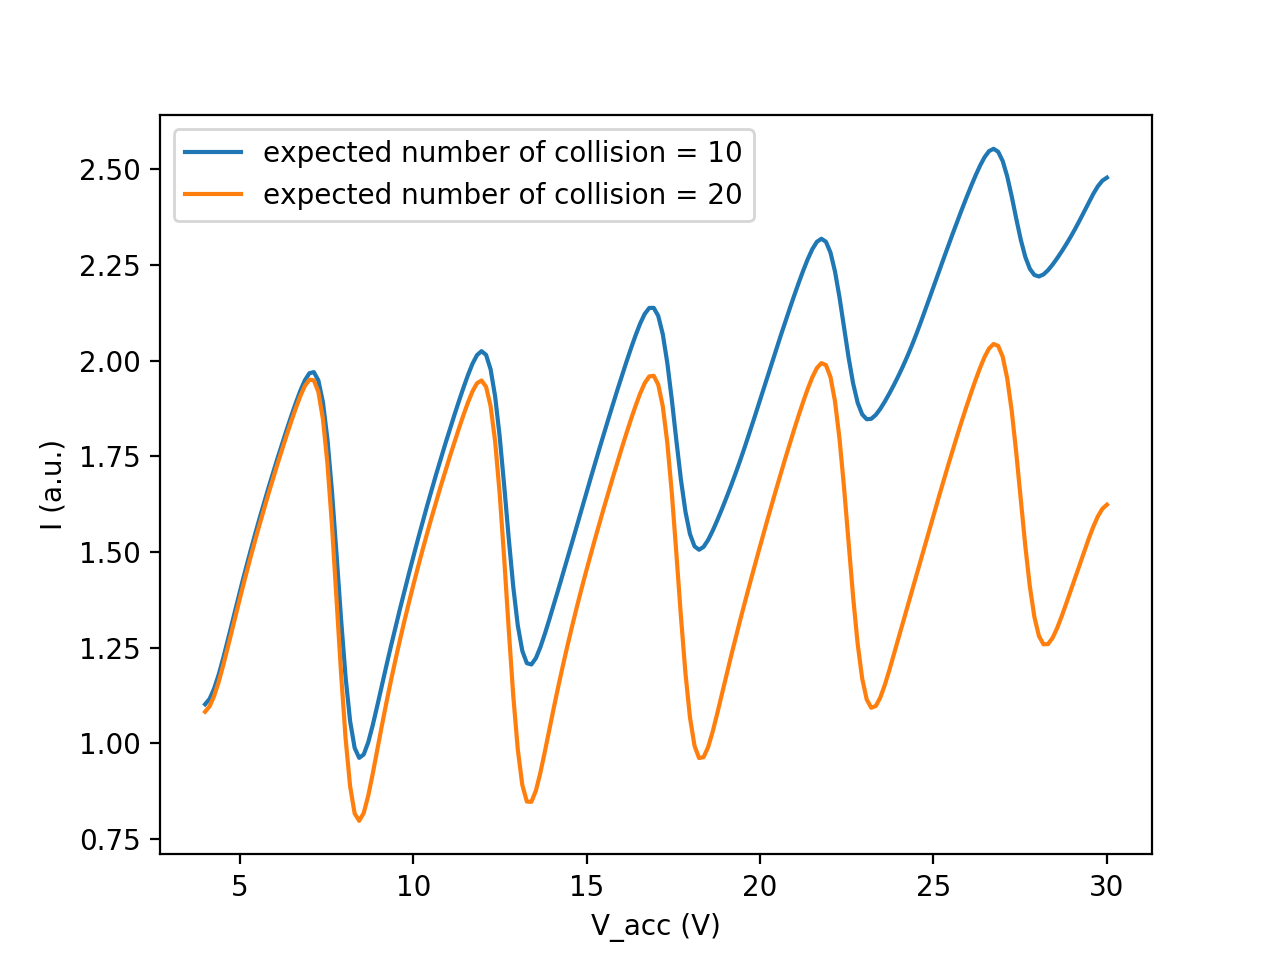 expected number of collision = 10
expected number of collision = 20
2.50
2.25
2.00
1.75
1.50
1.25
1.00
0.75
I (a.u.)
5 10 15 20 25 30
V_acc (V)